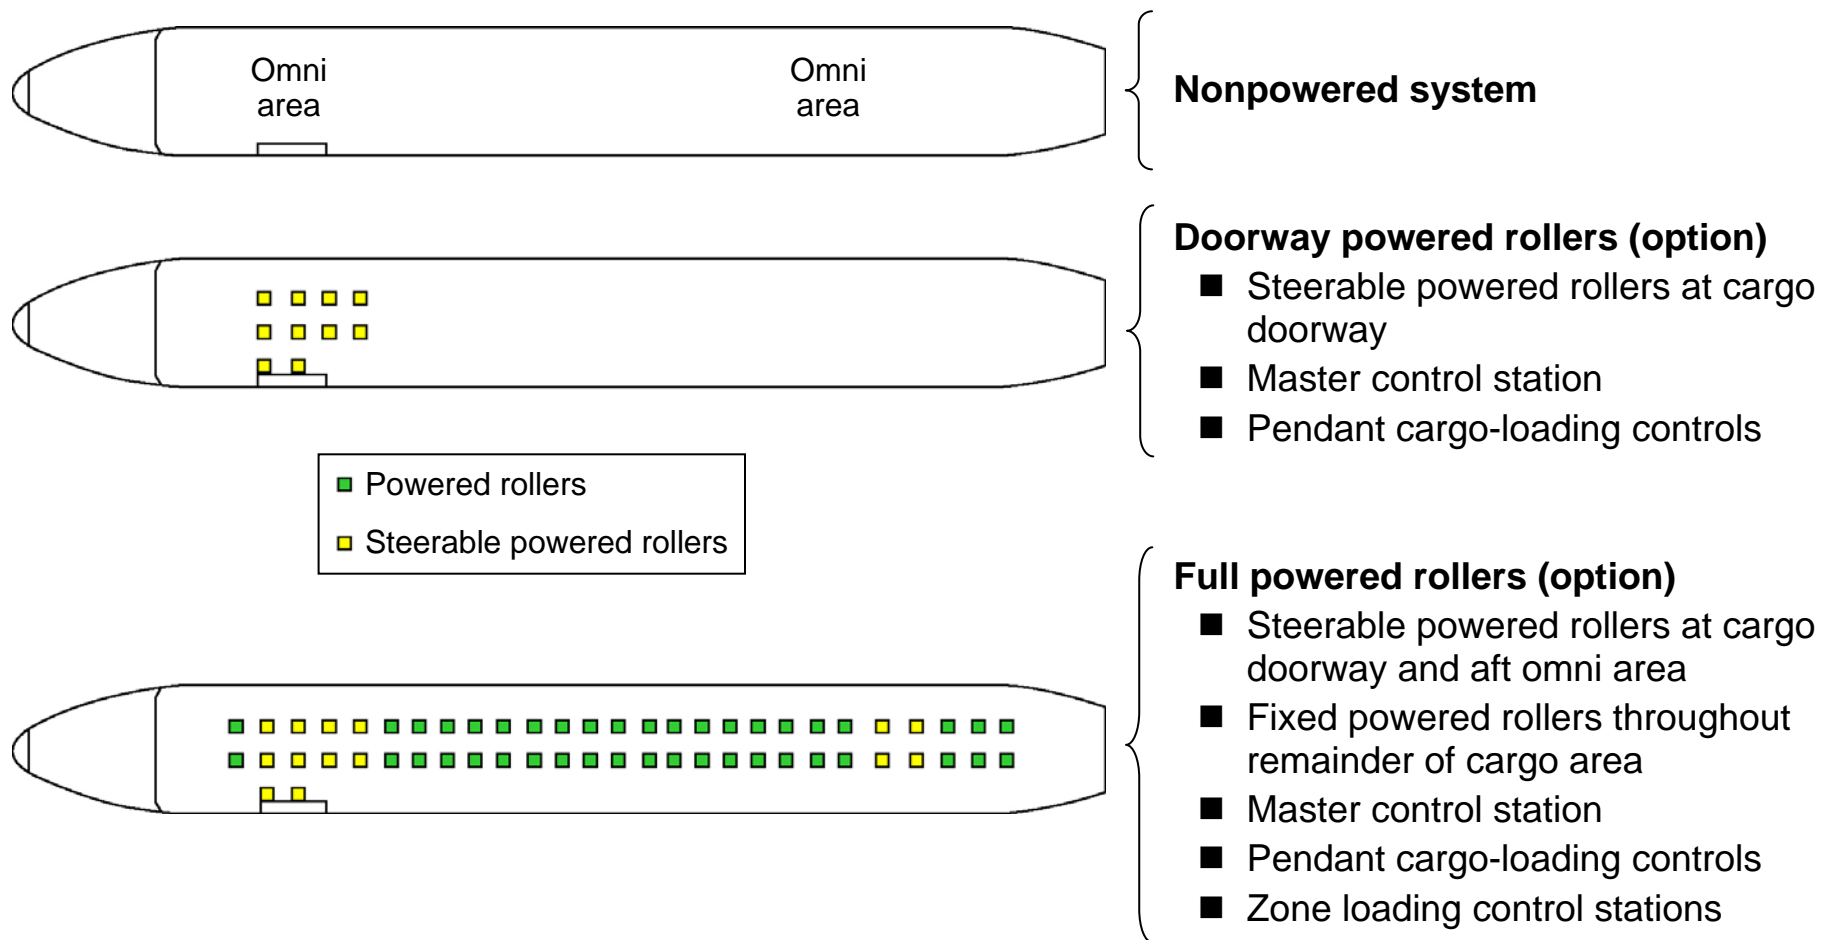 Omni
area
Omni
area
Nonpowered system
Doorway powered rollers (option)
■ Steerable powered rollers at cargo
doorway
■ Master control station
■ Pendant cargo-loading controls
Powered rollers
Steerable powered rollers
Full powered rollers (option)
■ Steerable powered rollers at cargo
doorway and aft omni area
■ Fixed powered rollers throughout
remainder of cargo area
■ Master control station
■ Pendant cargo-loading controls
■ Zone loading control stations